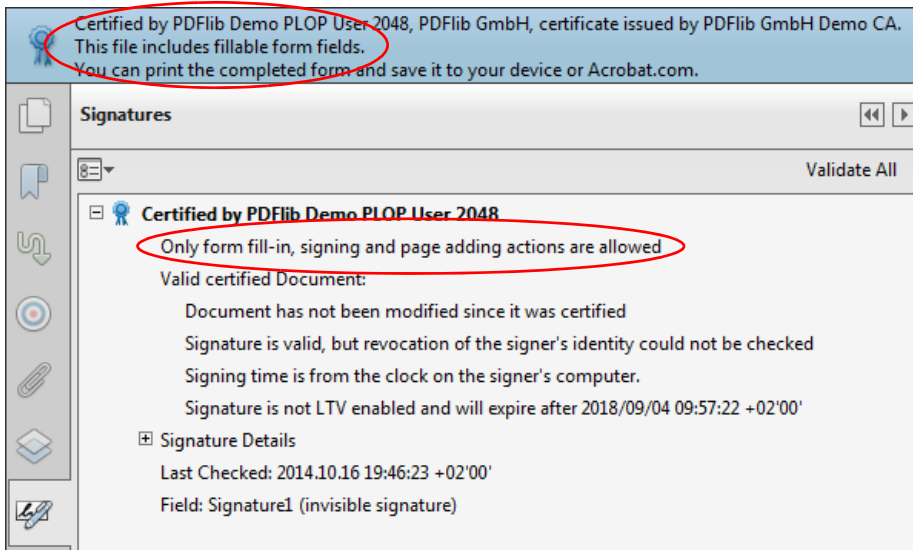 Certified by PDFlib Demo PLOP User 2048, PDFlib GmbH, certificate issued by PDFlib GmbH Demo CA.
This file includes fillable form fields.
You can print the completed form and save it to your device or Acrobat.com.
Signatures
Validate All
Certified by PDFlib Demo PLOP User 2048
Only form fill-in, signing and page adding actions are allowed
Valid certified Document:
Document has not been modified since it was certified
Signature is valid, but revocation of the signer's identity could not be checked
Signing time is from the clock on the signer's computer.
Signature is not LTV enabled and will expire after 2018/09/04 09:57:22 +02'00'
Signature Details
Last Checked: 2014.10.16 19:46:23 +02'00'
Field: Signature1 (invisible signature)